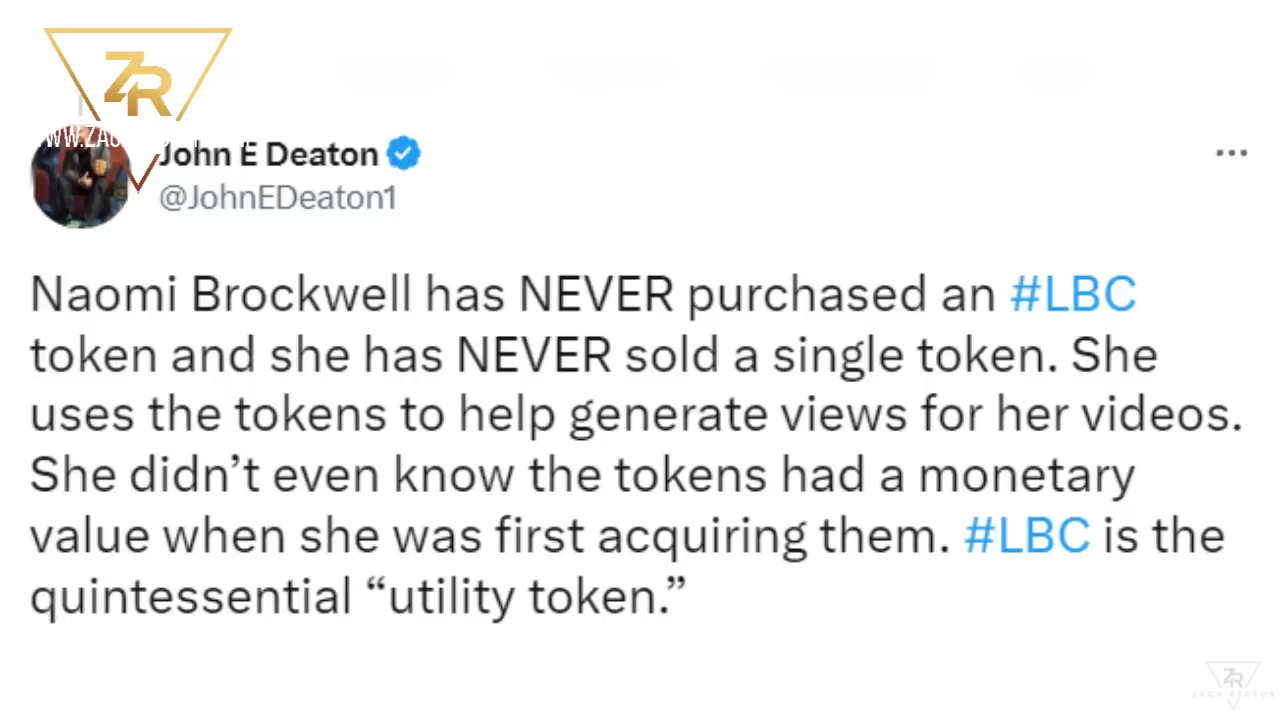 ZR
John E Deaton
@JohnEDeaton1
Naomi Brockwell has NEVER purchased an #LBC
token and she has NEVER sold a single token. She
uses the tokens to help generate views for her videos.
She didn’t even know the tokens had a monetary
value when she was first acquiring them. #LBC is the
quintessential “utility token.”
ZR
ZACH RECTOR